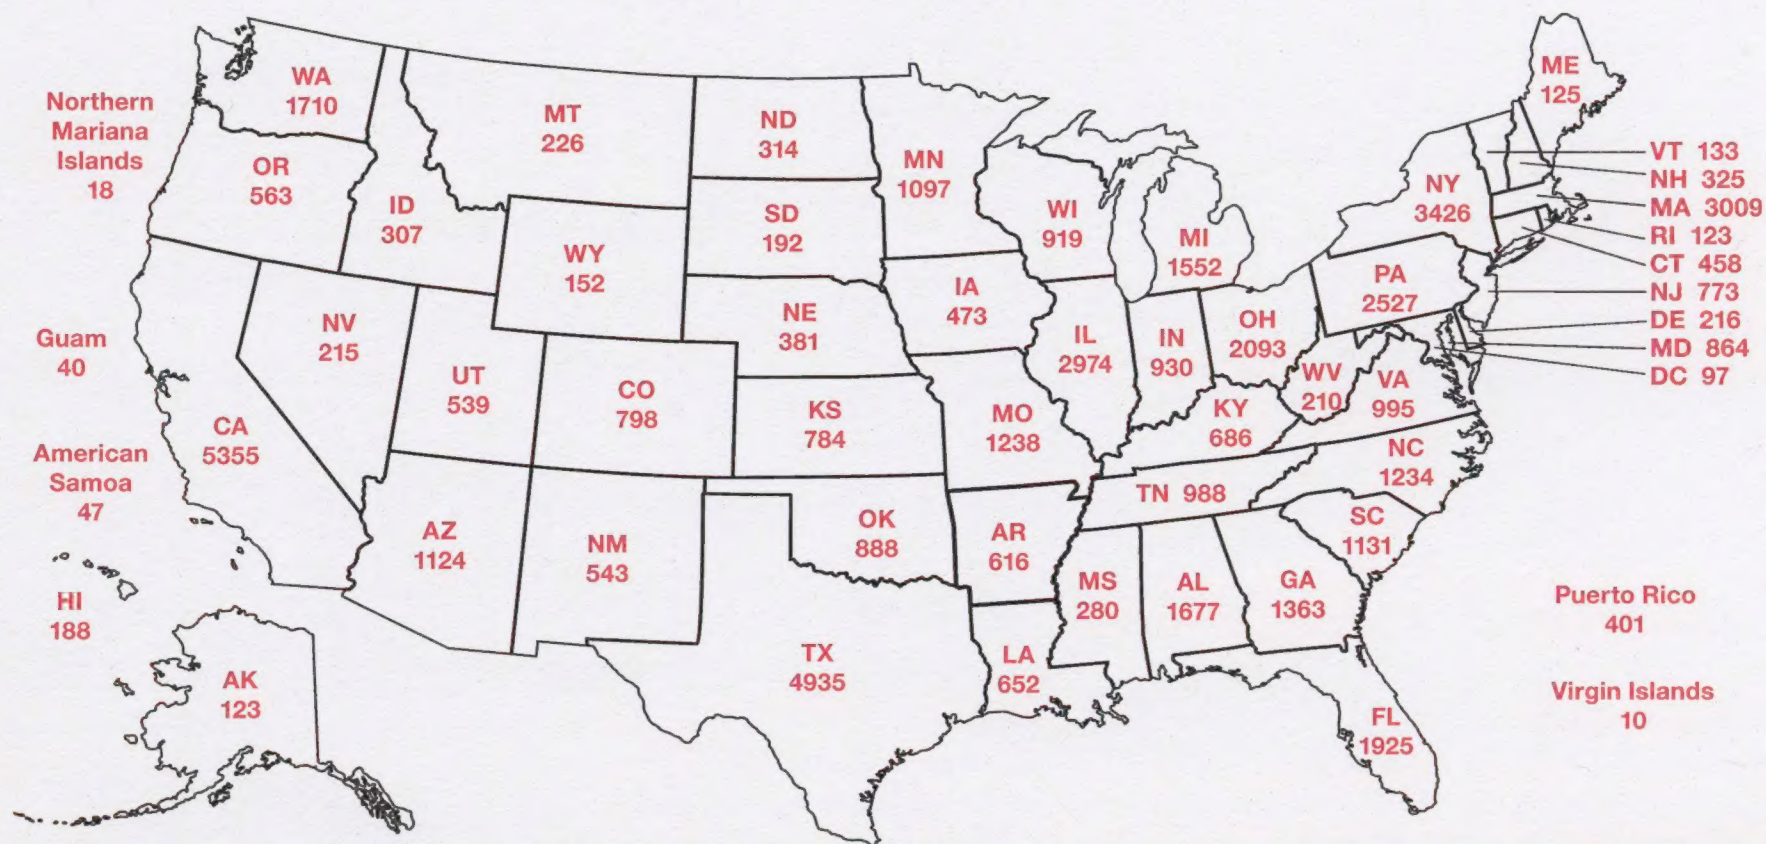 Northern
Mariana
Islands
18
Guam
40
American
Samoa
47
HI
188
AK
123
WA
1710
OR
563
CA
5355
ID
307
NV
215
MT
226
WY
152
UT
539
AZ
1124
CO
798
NM
543
ND
314
SD
192
NE
381
KS
784
OK
888
TX
4935
MN
1097
IA
473
MO
1238
AR
616
LA
652
WI
919
IL
2974
MI
1552
IN
930
OH
2093
KY
686
TN 988
MS
280
AL
1677
GA
1363
FL
1925
SC
1131
NC
1234
VA
995
WV
210
PA
2527
NY
3426
ME
125
VT 133
NH 325
MA 3009
RI 123
CT 458
NJ 773
DE 216
MD 864
DC 97
Puerto Rico
401
Virgin Islands
10